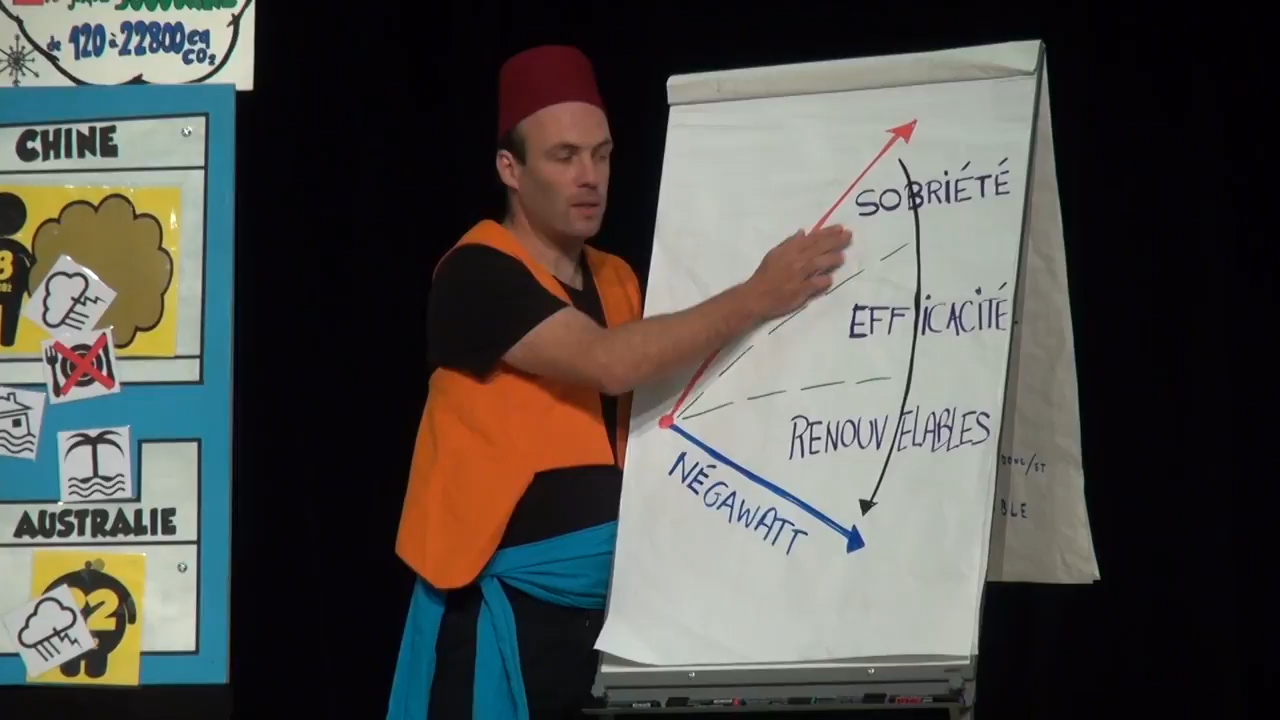 de 120 à 22800 eq
CO₂
CHINE
AUSTRALIE
SOBRIÉTÉ
EFFICACITÉ
RENOUVELABLES
NÉGAWATT